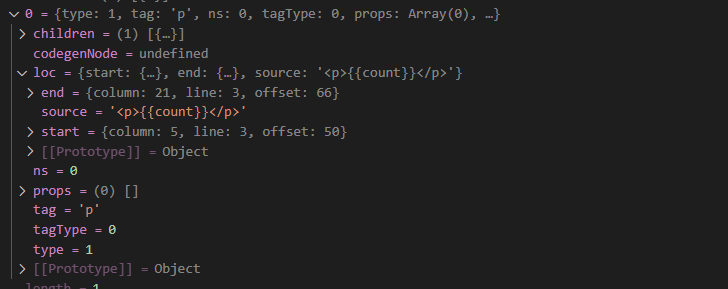 0 = {type: 1, tag: 'p', ns: 0, tagType: 0, props: Array(0), …}
children = (1) [{…}]
codegenNode = undefined
loc = {start: {…}, end: {…}, source: '<p>{{count}}</p>'}
end = {column: 21, line: 3, offset: 66}
source = '<p>{{count}}</p>'
start = {column: 5, line: 3, offset: 50}
[[Prototype]] = Object
ns = 0
props = (0) []
tag = 'p'
tagType = 0
type = 1
[[Prototype]] = Object
length = 1